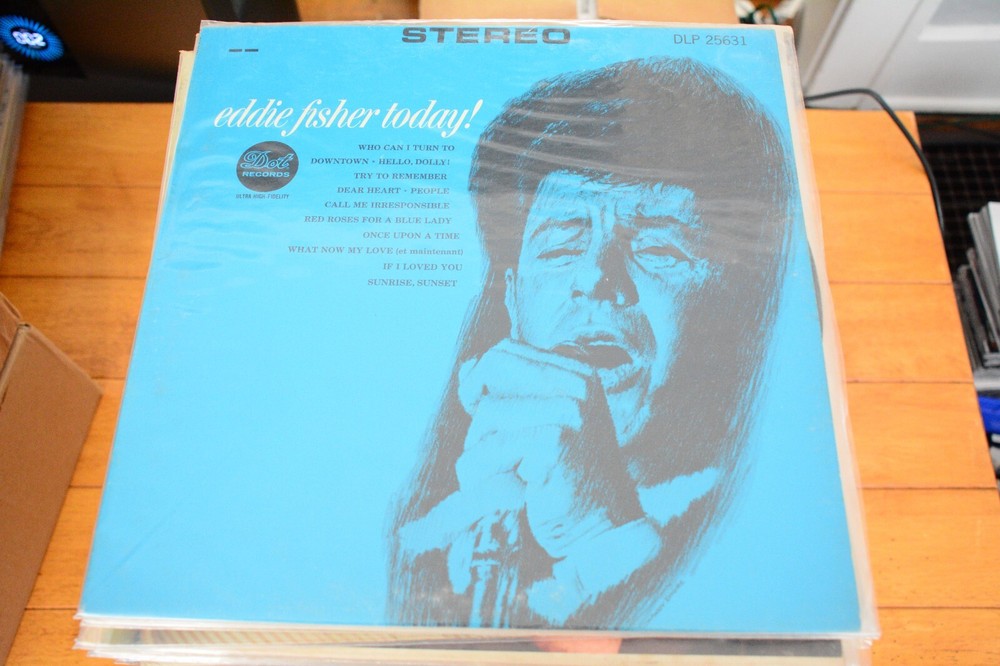 STEREO
DLP 25631
eddie fisher today!
Dot
RECORDS
ULTRA HIGH FIDELITY
WHO CAN I TURN TO
DOWNTOWN • HELLO, DOLLY!
TRY TO REMEMBER
DEAR HEART • PEOPLE
CALL ME IRRESPONSIBLE
RED ROSES FOR A BLUE LADY
ONCE UPON A TIME
WHAT NOW MY LOVE (et maintenant)
IF I LOVED YOU
SUNRISE, SUNSET